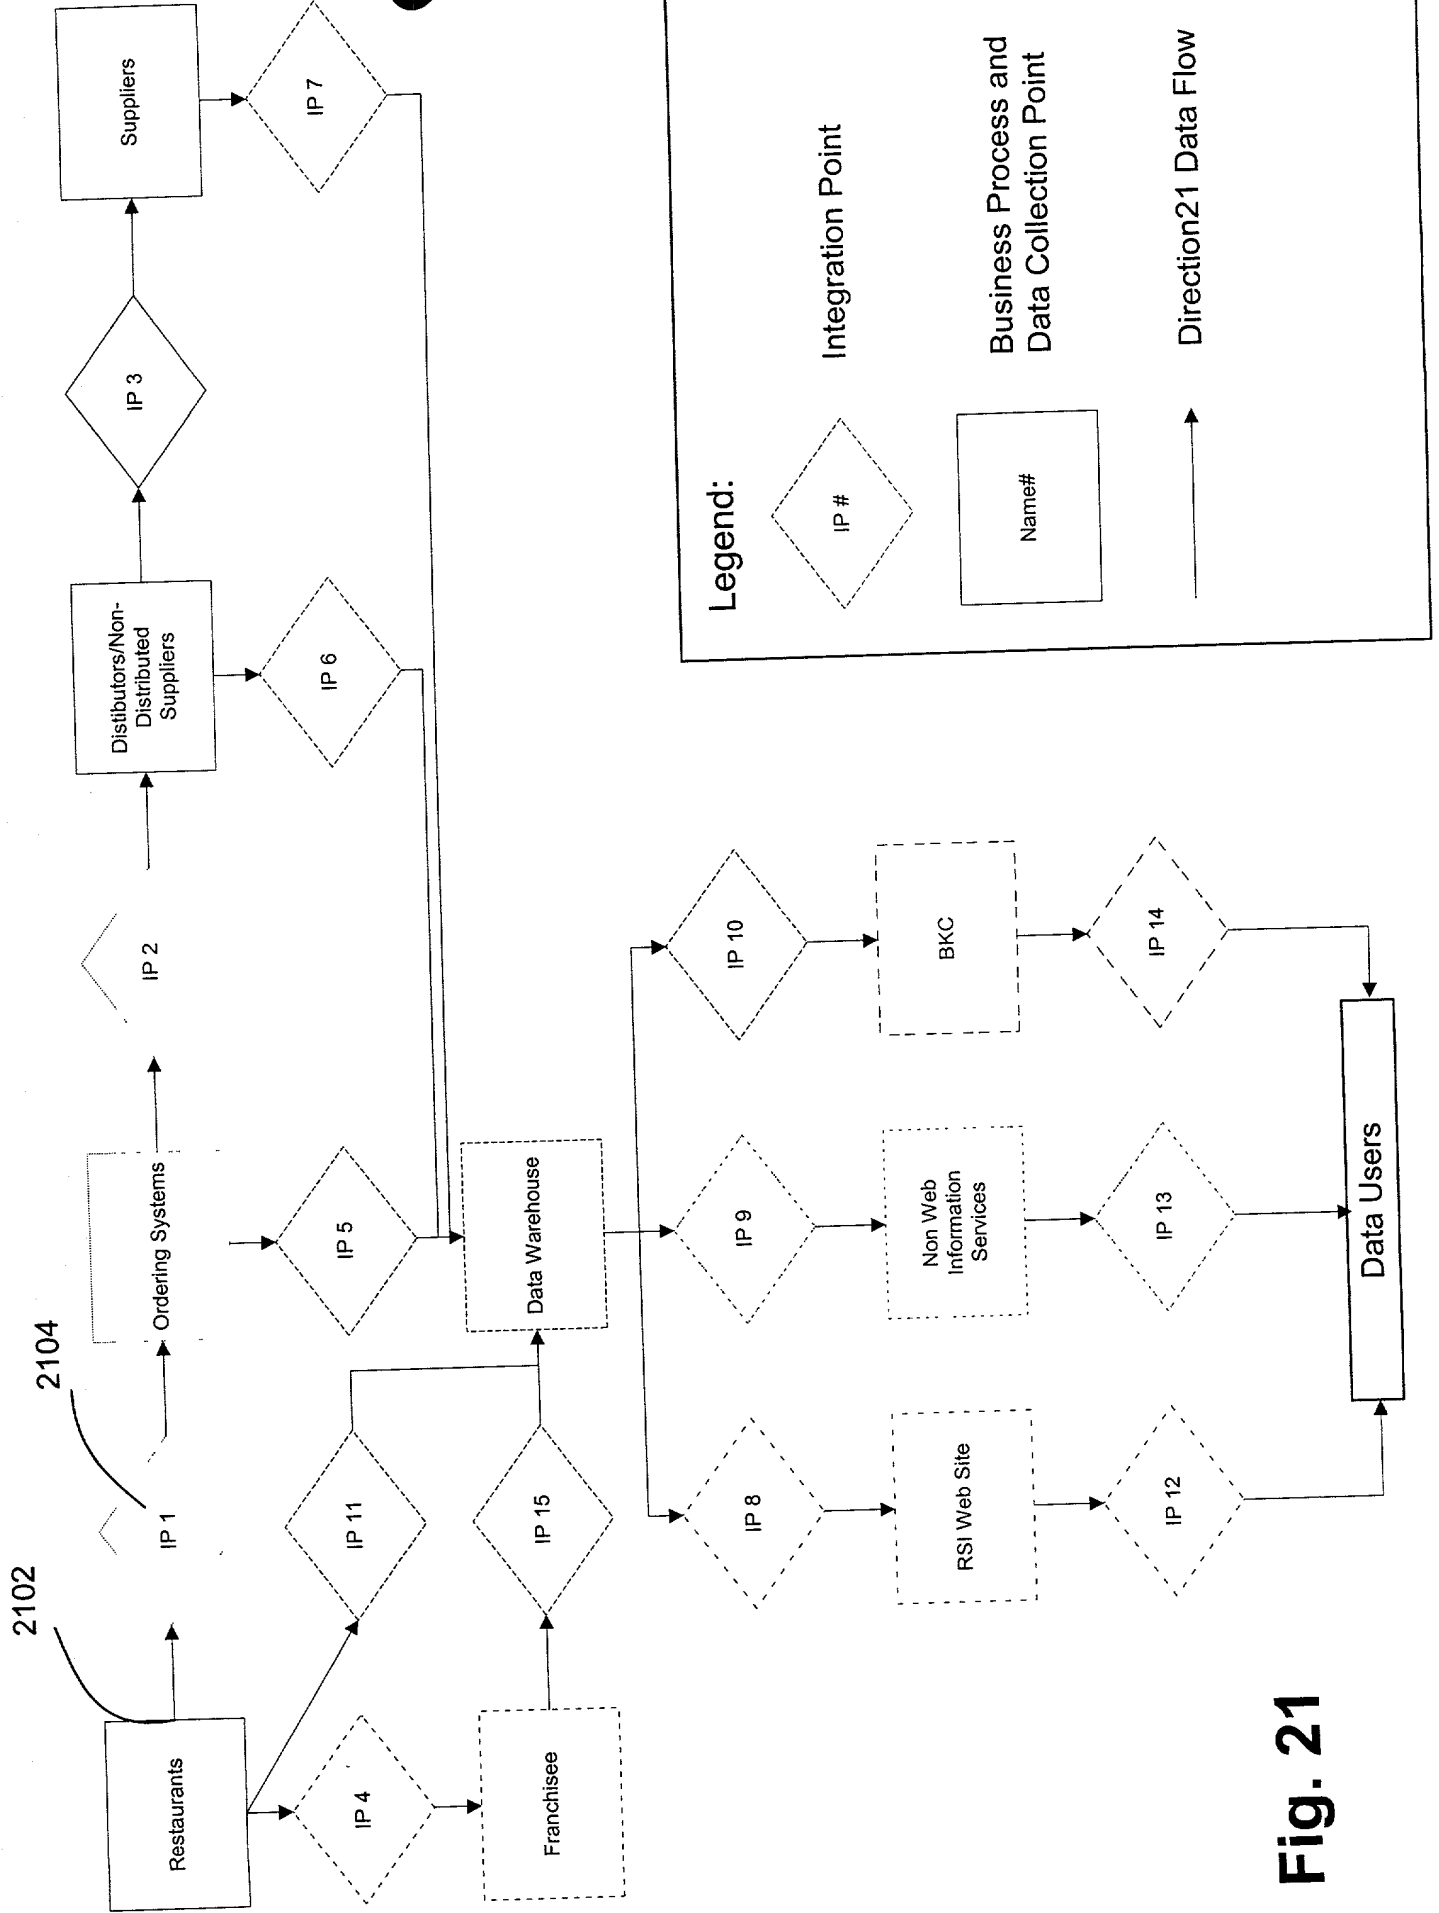 2102
2104
Restaurants
IP 1
Ordering Systems
IP 2
Distibutors/Non-
Distributed
Suppliers
IP 3
Suppliers
IP 4
IP 11
IP 5
IP 6
IP 7
Franchisee
IP 15
Data Warehouse
IP 8
IP 9
IP 10
RSI Web Site
Non Web
Information
Services
BKC
IP 12
IP 13
IP 14
Data Users
Legend:
IP #
Integration Point
Name#
Business Process and
Data Collection Point
Direction21 Data Flow
Fig. 21